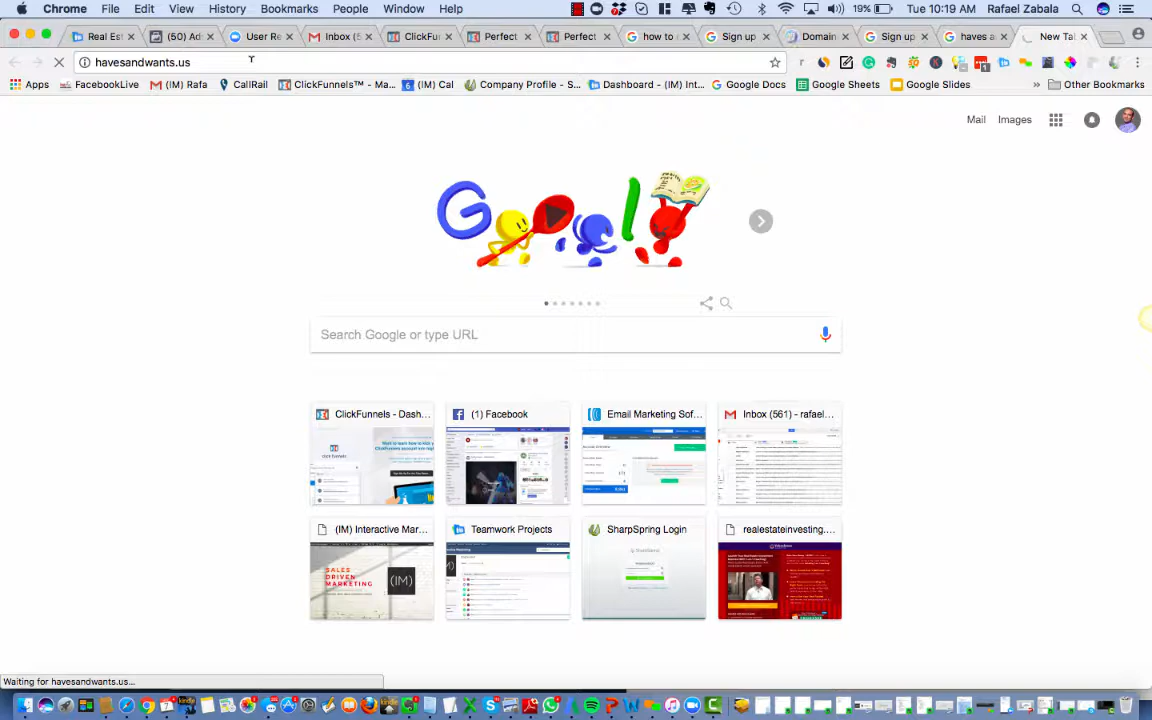 Chrome File Edit View History Bookmarks People Window Help 19% Tue 10:19 AM Rafael Zabala
Real Est (50) Ad User Re Inbox (5 ClickFu Perfect Perfect how to Sign up Domain Sign up haves a New Ta
havesandwants.us
Apps FacebookLive (IM) Rafa CallRail ClickFunnels™ - Ma... (IM) Cal Company Profile - S... Dashboard - (IM) Int... Google Docs Google Sheets Google Slides » Other Bookmarks
Mail Images
Search Google or type URL
ClickFunnels - Dash... (1) Facebook Email Marketing Sof... Inbox (561) - rafael...
(IM) Interactive Mar... Teamwork Projects SharpSpring Login realestateinvesting....
SALES
DRIVEN
MARKETING
(IM)
Waiting for havesandwants.us...